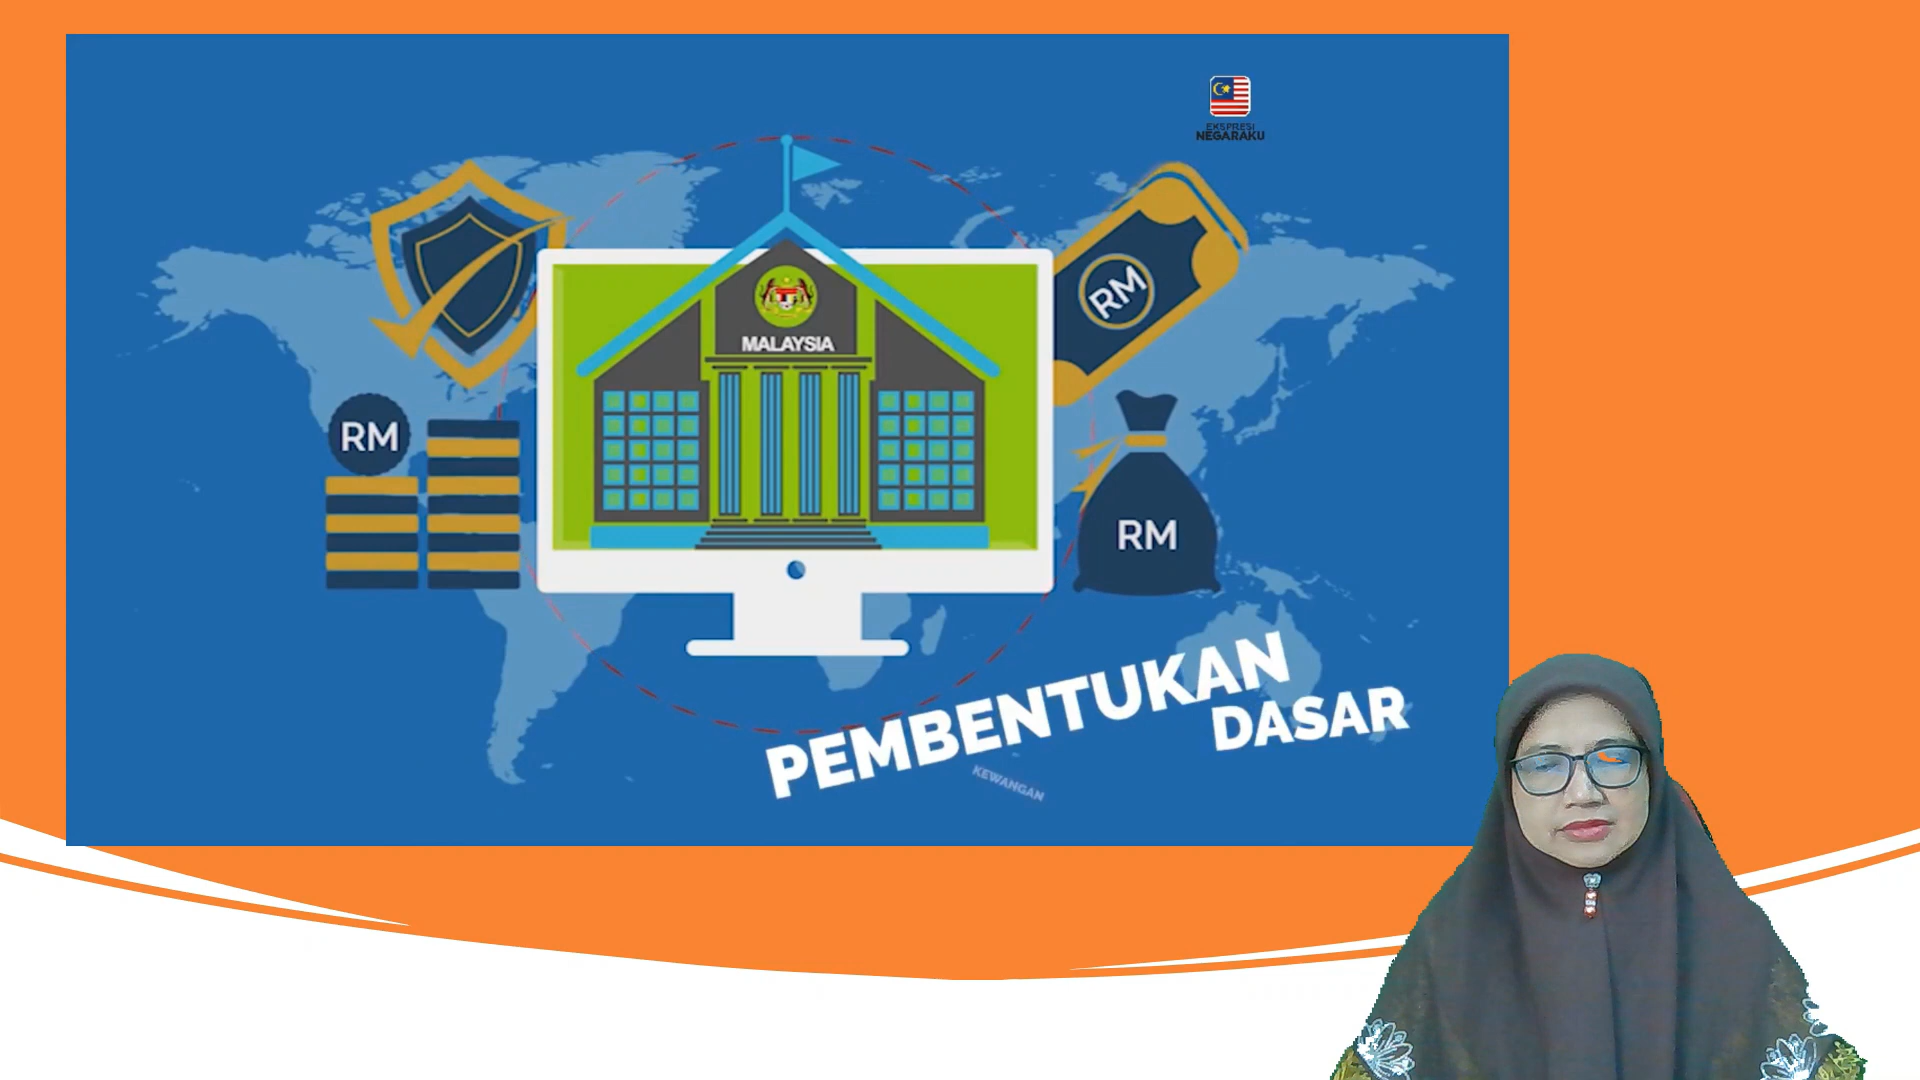 EKSPRESI
NEGARAKU
MALAYSIA
RM
RM
RM
PEMBENTUKAN
DASAR
KEWANGAN